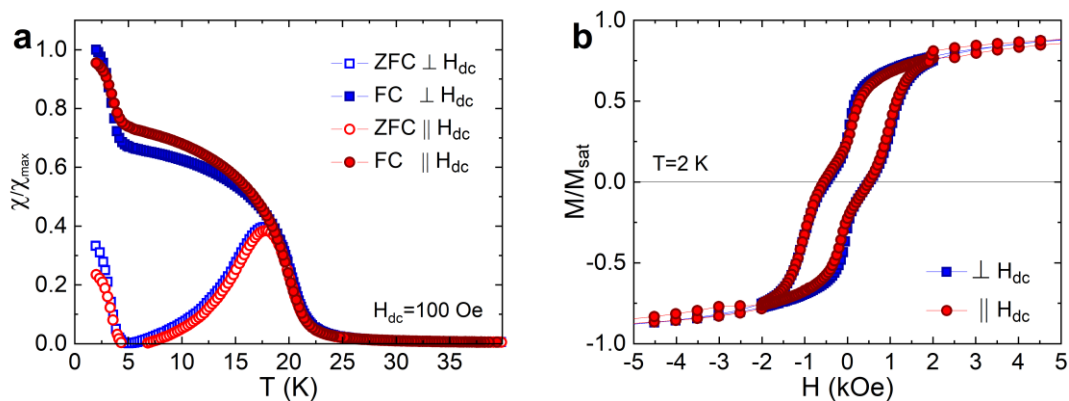 a
1.0
0.8
0.6
0.4
0.2
0.0
χ/χmax
ZFC ⊥ Hdc
FC ⊥ Hdc
ZFC ∥ Hdc
FC ∥ Hdc
Hdc=100 Oe
0 5 10 15 20 25 30 35
T (K)
b
1.0
0.5
0.0
-0.5
-1.0
M/Msat
T=2 K
⊥ Hdc
∥ Hdc
-5 -4 -3 -2 -1 0 1 2 3 4 5
H (kOe)